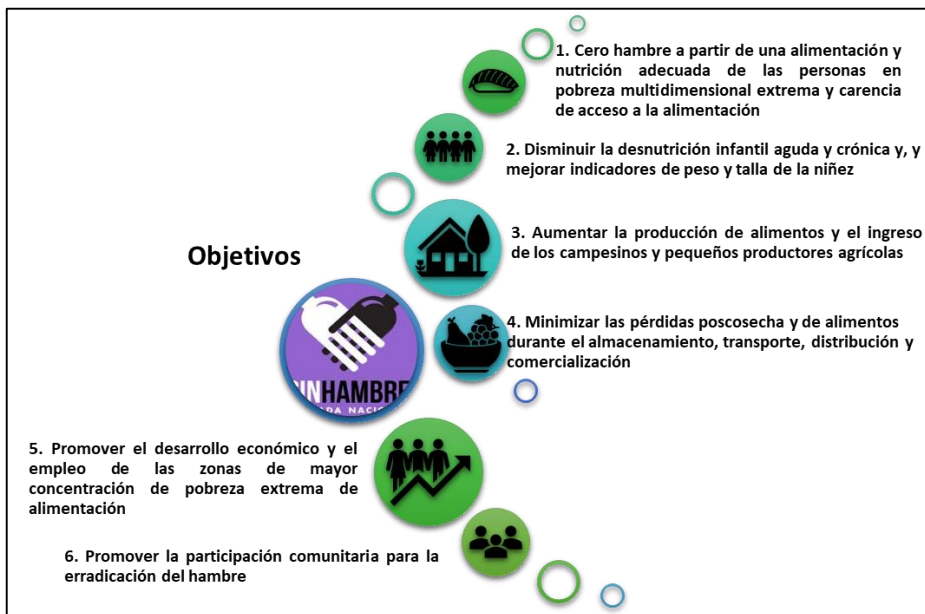 1. Cero hambre a partir de una alimentación y
nutrición adecuada de las personas en
pobreza multidimensional extrema y carencia
de acceso a la alimentación
2. Disminuir la desnutrición infantil aguda y crónica y, y
mejorar indicadores de peso y talla de la niñez
3. Aumentar la producción de alimentos y el ingreso
de los campesinos y pequeños productores agrícolas
Objetivos
4. Minimizar las pérdidas poscosecha y de alimentos
durante el almacenamiento, transporte, distribución y
comercialización
INHAMBRE
ADA NACIO
5. Promover el desarrollo económico y el
empleo de las zonas de mayor
concentración de pobreza extrema de
alimentación
6. Promover la participación comunitaria para la
erradicación del hambre